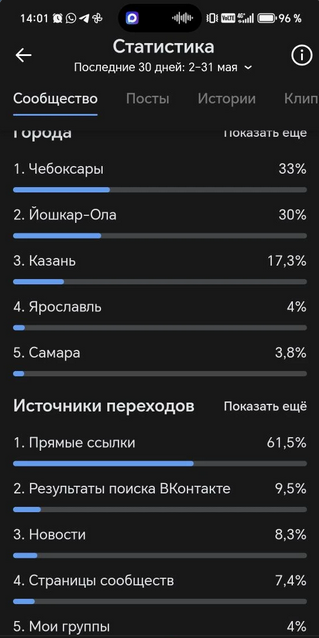 14:01 96 %
Статистика
Последние 30 дней: 2–31 мая
Сообщество Посты Истории Клип
Города Показать ещё
1. Чебоксары 33%
2. Йошкар-Ола 30%
3. Казань 17,3%
4. Ярославль 4%
5. Самара 3,8%
Источники переходов Показать ещё
1. Прямые ссылки 61,5%
2. Результаты поиска ВКонтакте 9,5%
3. Новости 8,3%
4. Страницы сообществ 7,4%
5. Мои группы 4%